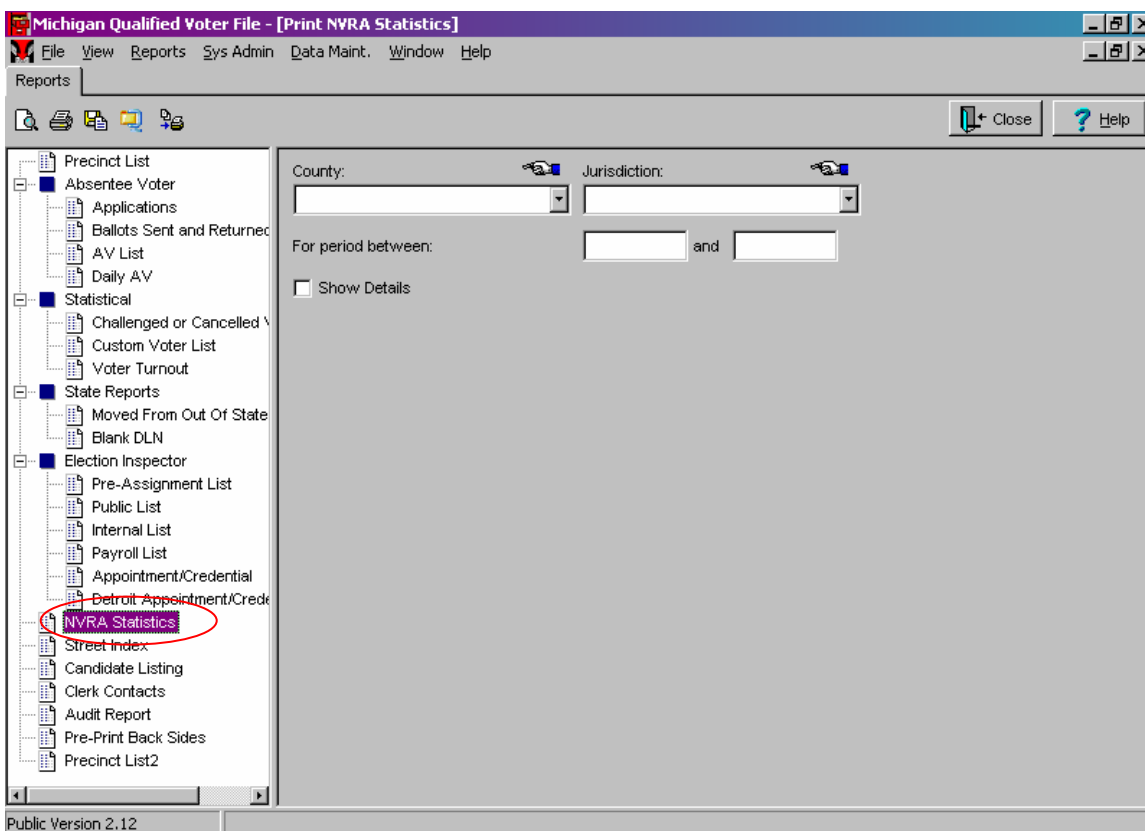 Michigan Qualified Voter File - [Print NVRA Statistics]
File View Reports Sys Admin Data Maint. Window Help
Reports
Close Help
Precinct List
Absentee Voter
Applications
Ballots Sent and Returned
AV List
Daily AV
Statistical
Challenged or Cancelled V
Custom Voter List
Voter Turnout
State Reports
Moved From Out Of State
Blank DLN
Election Inspector
Pre-Assignment List
Public List
Internal List
Payroll List
Appointment/Credential
Detroit Appointment/Crede
NVRA Statistics
Street Index
Candidate Listing
Clerk Contacts
Audit Report
Pre-Print Back Sides
Precinct List2
County: Jurisdiction:
For period between: and
Show Details
Public Version 2.12